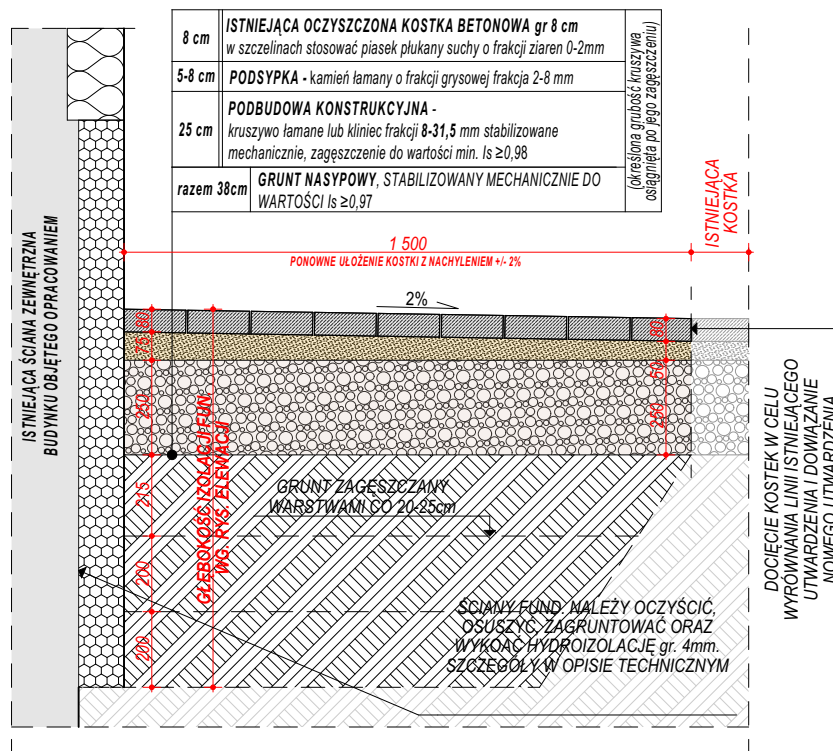 8 cm
ISTNIEJĄCA OCZYSZCZONA KOSTKA BETONOWA gr 8 cm
w szczelinach stosować piasek płukany suchy o frakcji ziaren 0-2mm
5-8 cm
PODSYPKA - kamień łamany o frakcji grysowej frakcja 2-8 mm
25 cm
PODBUDOWA KONSTRUKCYJNA -
kruszywo łamane lub kliniec frakcji 8-31,5 mm stabilizowane
mechanicznie, zagęszczenie do wartości min. Is ≥0,98
razem 38cm
GRUNT NASYPOWY, STABILIZOWANY MECHANICZNIE DO
WARTOŚCI Is ≥0,97
(określona grubość kruszywa
osiągnięta po jego zagęszczeniu)
ISTNIEJĄCA
KOSTKA
1 500
PONOWNE UŁOŻENIE KOSTKI Z NACHYLENIEM +/- 2%
2%
ISTNIEJĄCA ŚCIANA ZEWNĘTRZNA
BUDYNKU OBJĘTEGO OPRACOWANIEM
80
75
250
215
200
200
GŁĘBOKOŚĆ IZOLACJI FUN.
WG. RYS. ELEWACJI
80
50
250
GRUNT ZAGĘSZCZANY
WARSTWAMI CO 20-25cm
ŚCIANY FUND. NALEŻY OCZYŚCIĆ,
OSUSZYĆ, ZAGRUNTOWAĆ ORAZ
WYKOAĆ HYDROIZOLACJĘ gr. 4mm.
SZCZEGÓŁY W OPISIE TECHNICZNYM
DOCIĘCIE KOSTEK W CELU
WYRÓWNANIA LINII ISTNIEJĄCEGO
UTWARDZENIA I DOWIĄZANIE
NOWEGO UTWARDZENIA